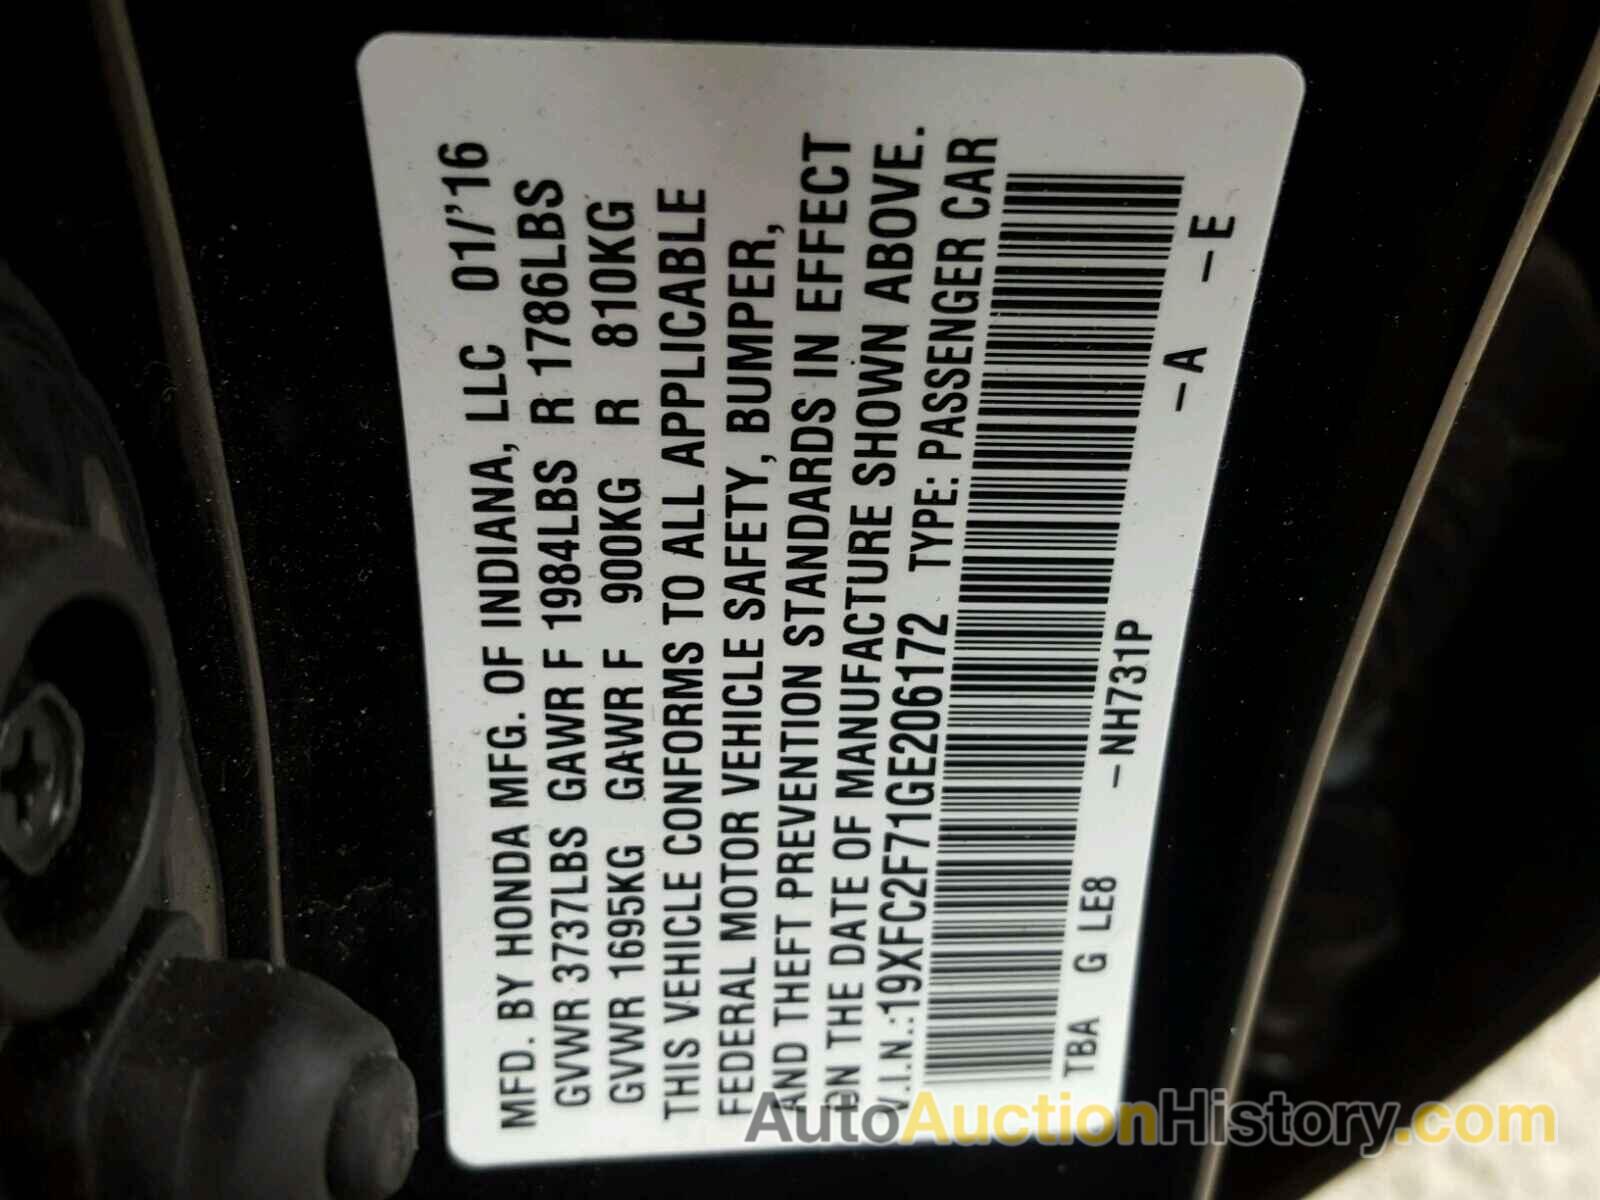 MFD. BY HONDA MFG. OF INDIANA, LLC 01/'16
GVWR 3737LBS GAWR F 1984LBS R 1786LBS
GVWR 1695KG GAWR F 900KG R 810KG
THIS VEHICLE CONFORMS TO ALL APPLICABLE
FEDERAL MOTOR VEHICLE SAFETY, BUMPER,
AND THEFT PREVENTION STANDARDS IN EFFECT
ON THE DATE OF MANUFACTURE SHOWN ABOVE.
V.I.N.:19XFC2F71GE206172 TYPE: PASSENGER CAR
TBA G LE8 -NH731P -A -E
AutoAuctionHistory.com